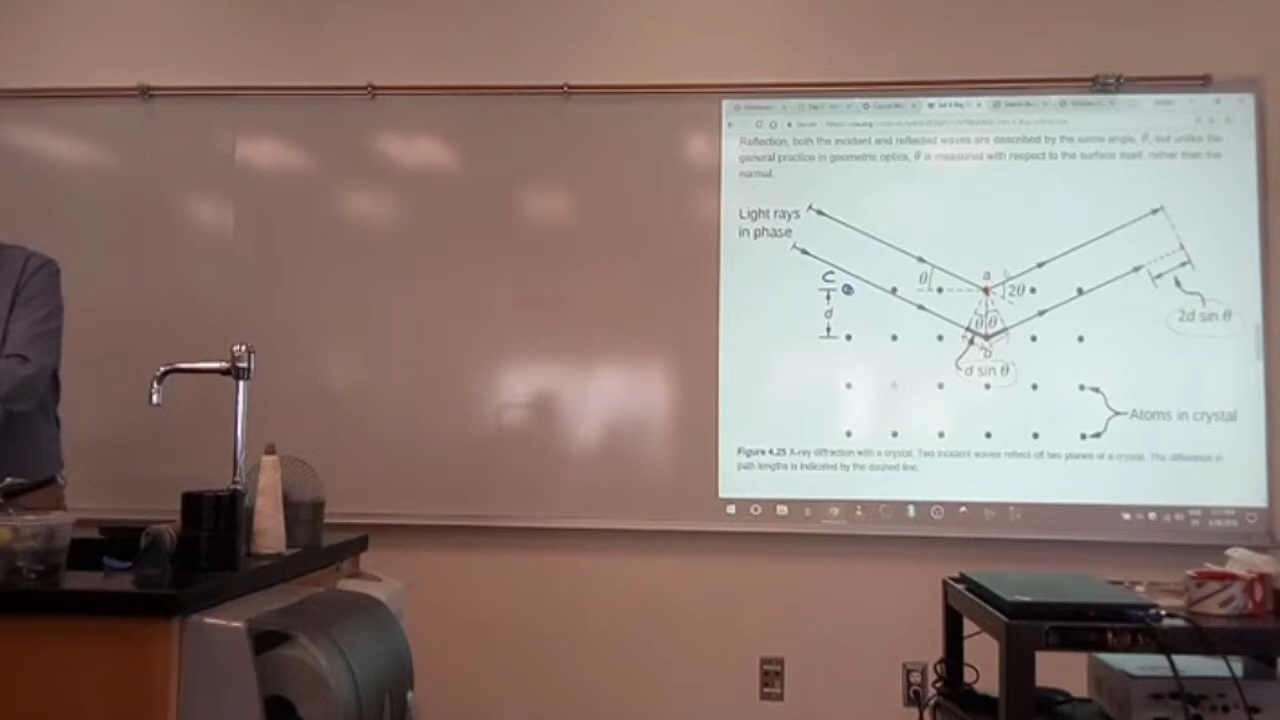 Reflection, both the incident and reflected waves are described by the same angle, θ, but unlike the
general practice in geometric optics, θ is measured with respect to the surface itself, rather than the
normal.
Light rays
in phase
C
a
θ
2θ
d
θ θ
2d sin θ
b
d sin θ
Atoms in crystal
Figure 4.25 X-ray diffraction with a crystal. Two incident waves reflect off two planes of a crystal. The difference in
path lengths is indicated by the dashed line.